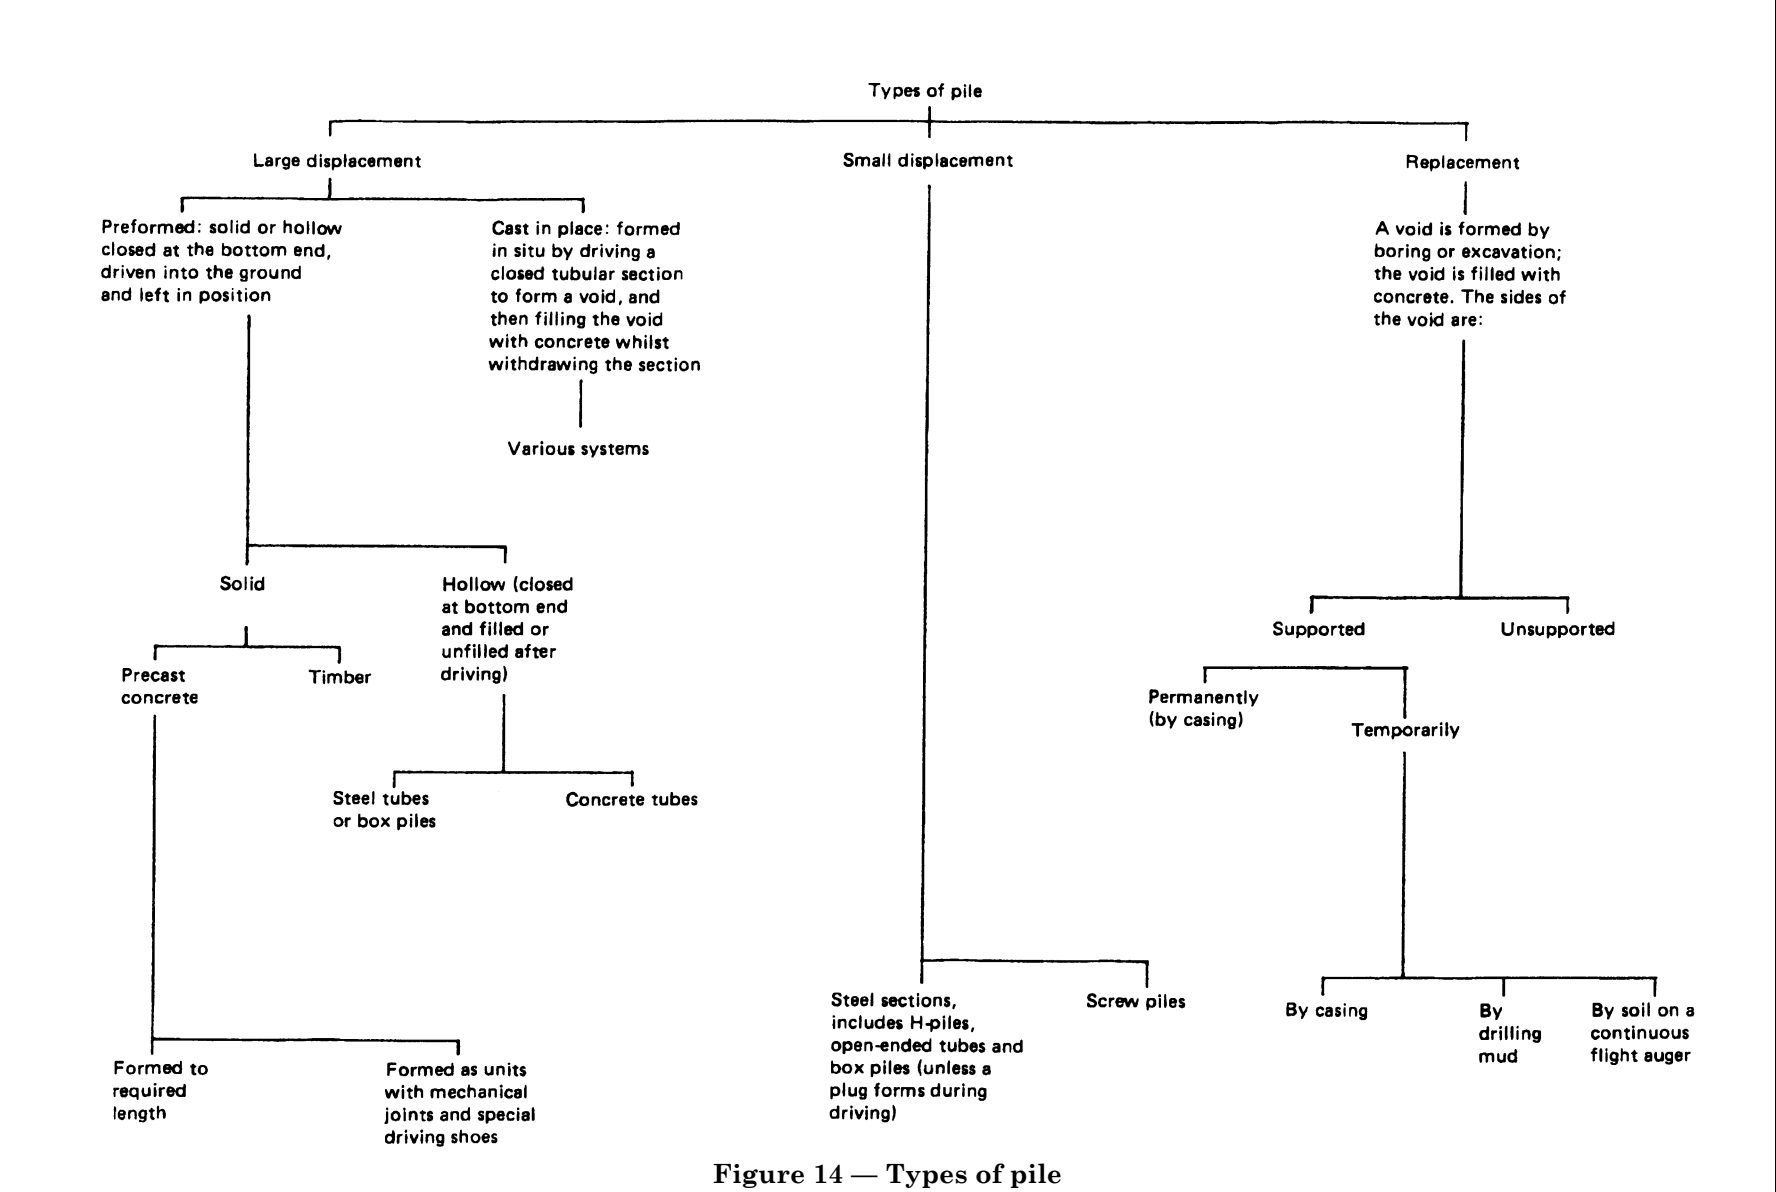 Types of pile
Large displacement
Small displacement
Replacement
Preformed: solid or hollow
closed at the bottom end,
driven into the ground
and left in position
Cast in place: formed
in situ by driving a
closed tubular section
to form a void, and
then filling the void
with concrete whilst
withdrawing the section
A void is formed by
boring or excavation;
the void is filled with
concrete. The sides of
the void are:
Various systems
Solid
Hollow (closed
at bottom end
and filled or
unfilled after
driving)
Supported
Unsupported
Precast
concrete
Timber
Permanently
(by casing)
Temporarily
Steel tubes
or box piles
Concrete tubes
Steel sections,
includes H-piles,
open-ended tubes and
box piles (unless a
plug forms during
driving)
Screw piles
By casing
By
drilling
mud
By soil on a
continuous
flight auger
Formed to
required
length
Formed as units
with mechanical
joints and special
driving shoes
Figure 14 — Types of pile